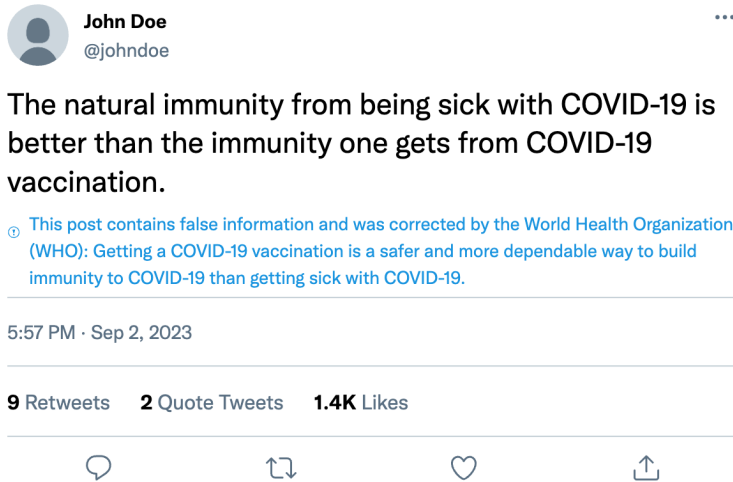 John Doe
@johndoe
The natural immunity from being sick with COVID-19 is
better than the immunity one gets from COVID-19
vaccination.
This post contains false information and was corrected by the World Health Organization
(WHO): Getting a COVID-19 vaccination is a safer and more dependable way to build
immunity to COVID-19 than getting sick with COVID-19.
5:57 PM · Sep 2, 2023
9 Retweets 2 Quote Tweets 1.4K Likes